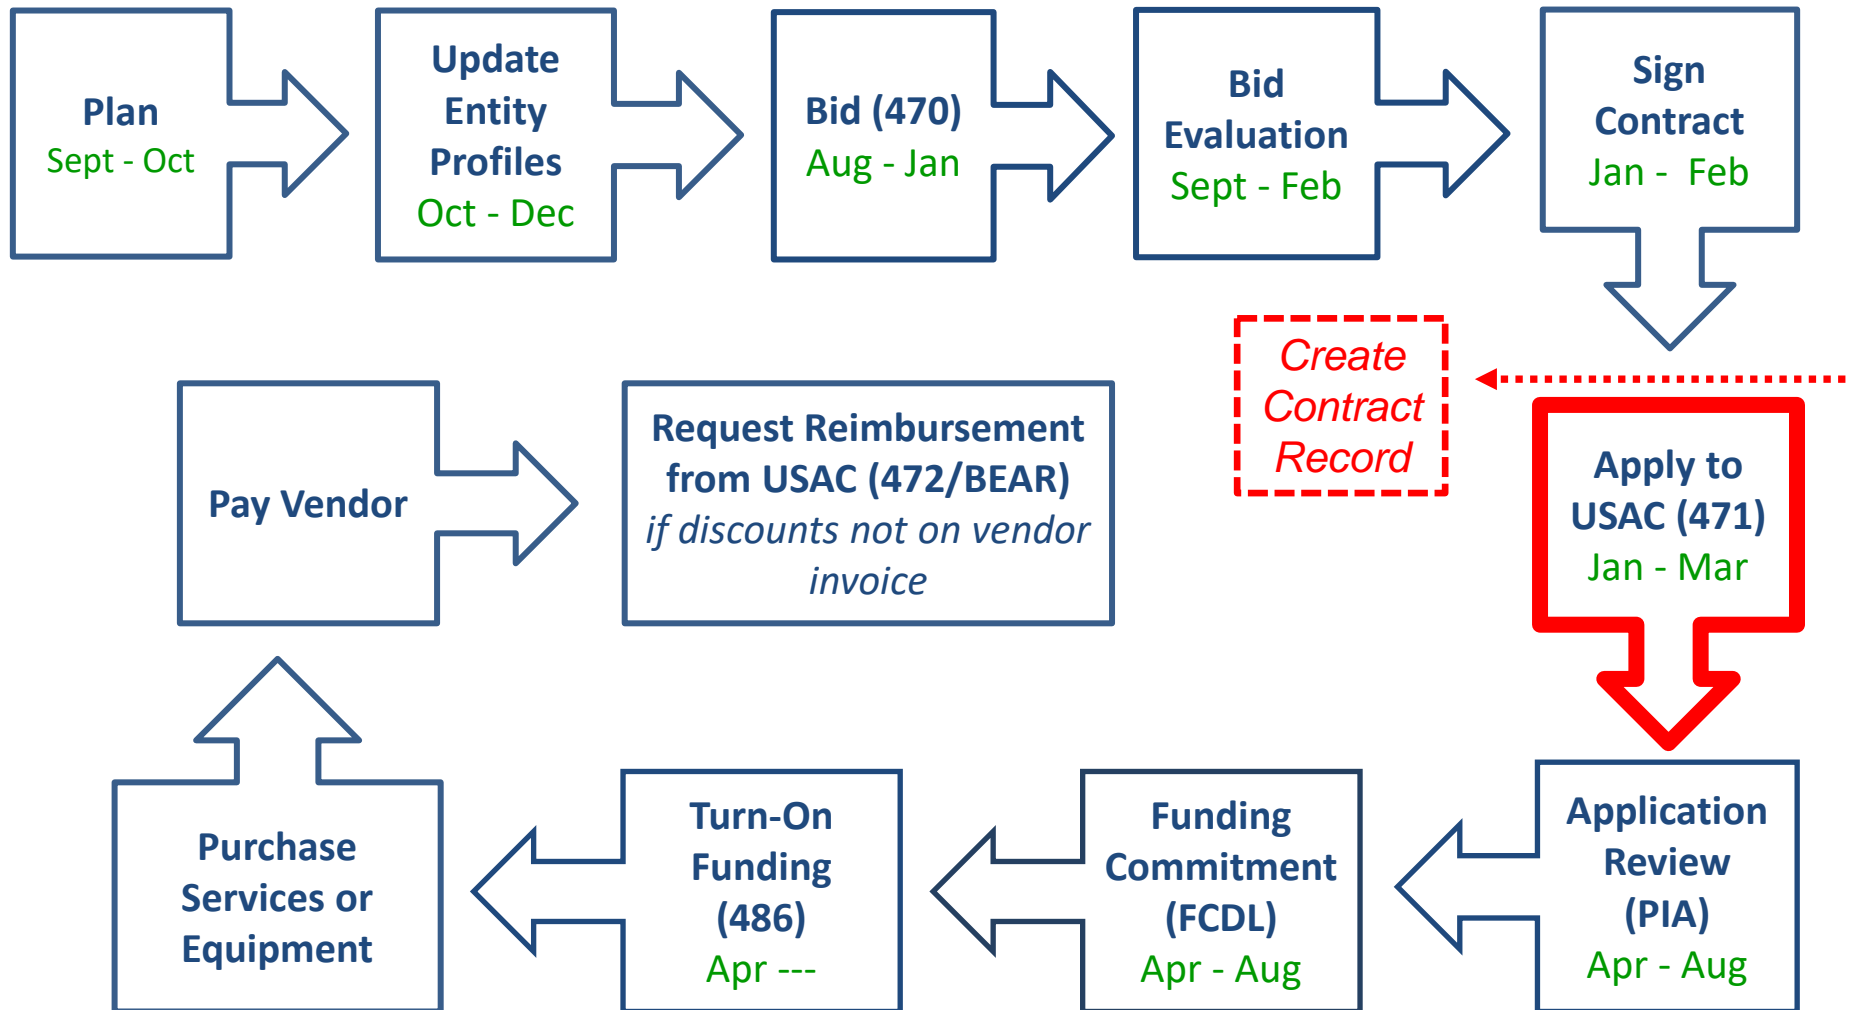 Plan
Sept - Oct
Update
Entity
Profiles
Oct - Dec
Bid (470)
Aug - Jan
Bid
Evaluation
Sept - Feb
Sign
Contract
Jan - Feb
Create
Contract
Record
Apply to
USAC (471)
Jan - Mar
Application
Review
(PIA)
Apr - Aug
Funding
Commitment
(FCDL)
Apr - Aug
Turn-On
Funding
(486)
Apr ---
Purchase
Services or
Equipment
Pay Vendor
Request Reimbursement
from USAC (472/BEAR)
if discounts not on vendor
invoice